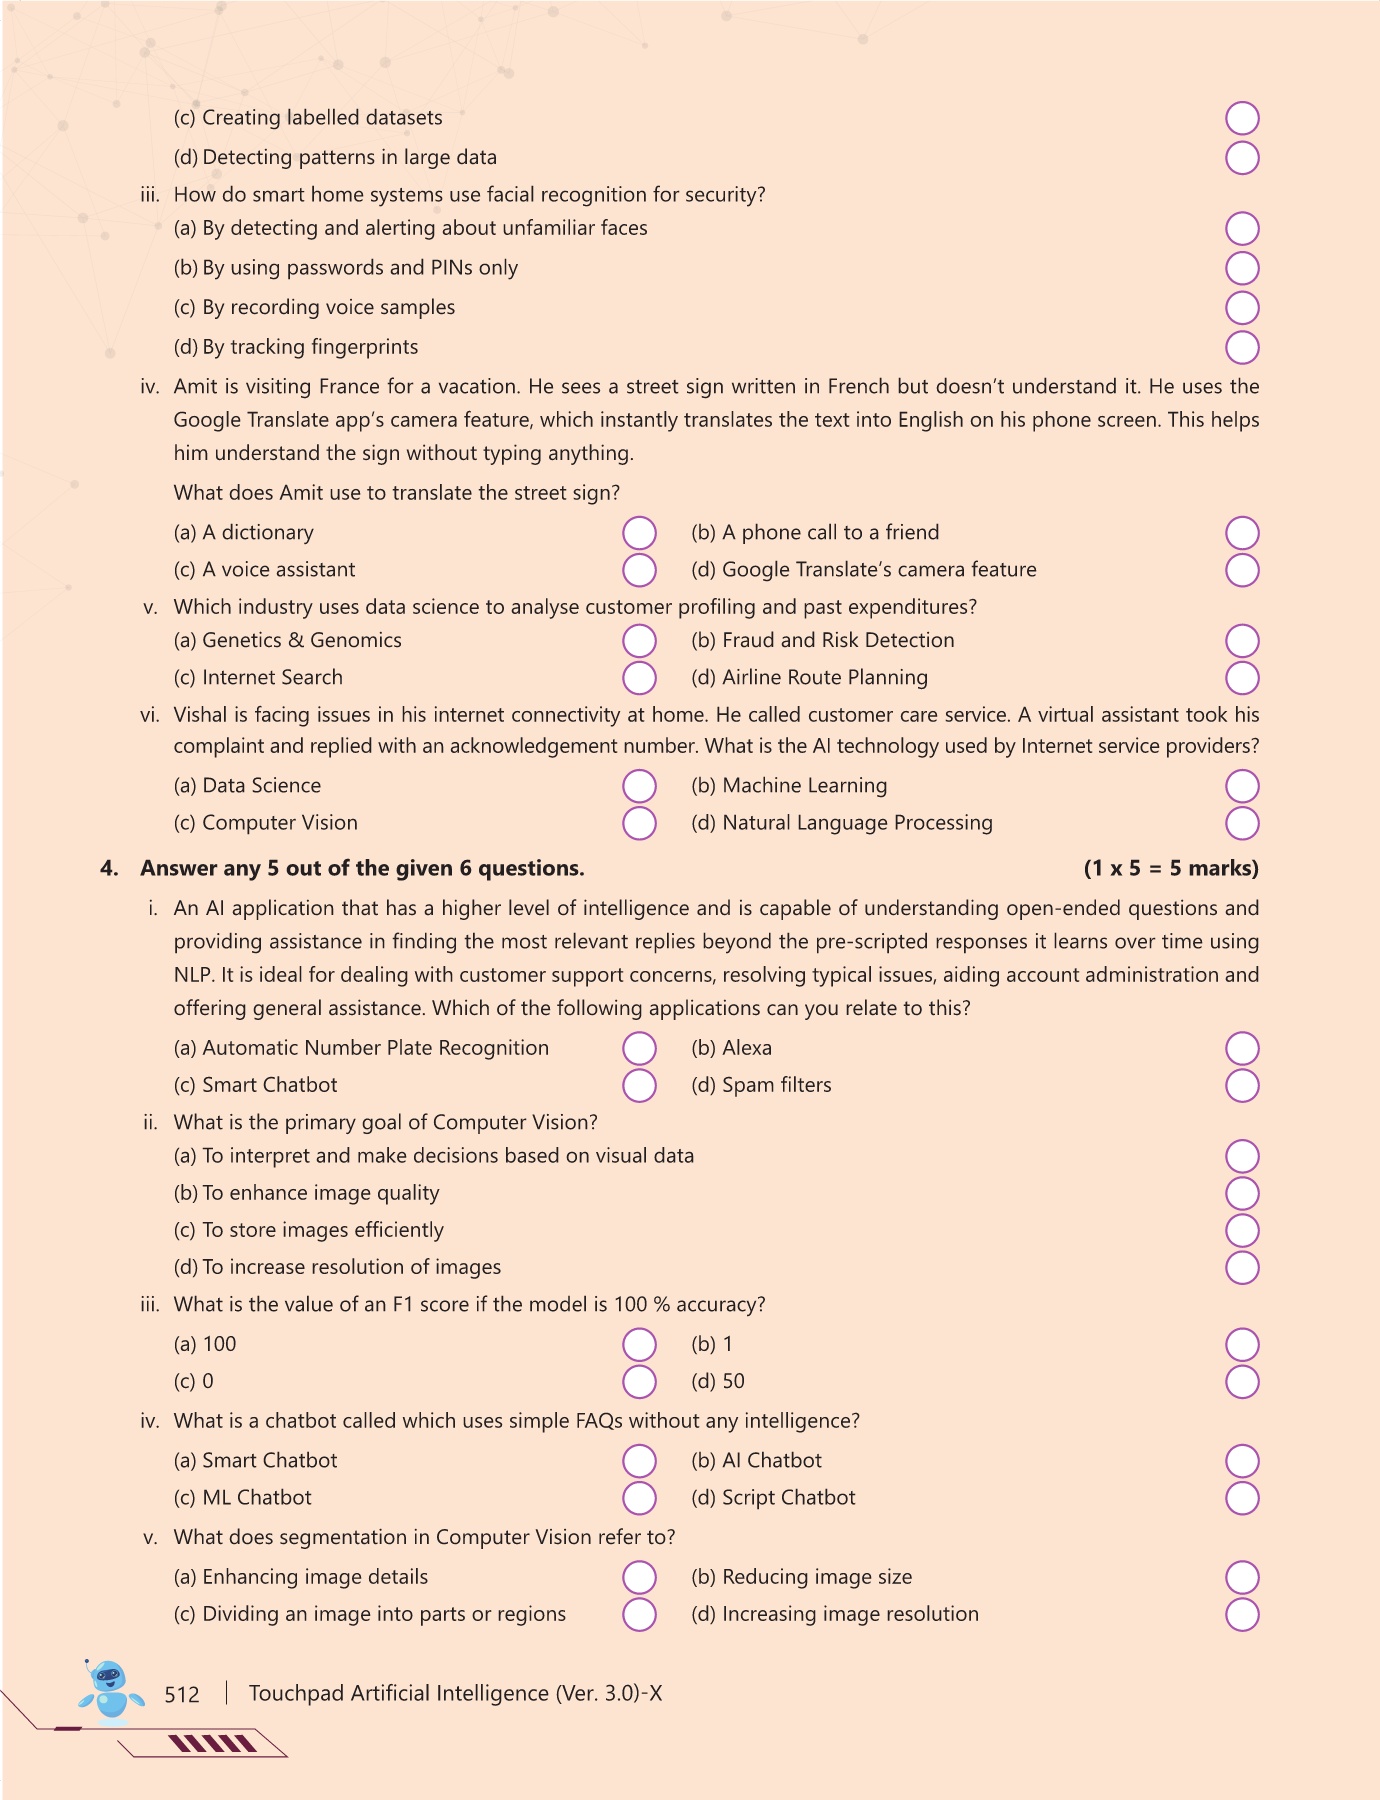 (c) Creating labelled datasets
(d) Detecting patterns in large data
iii. How do smart home systems use facial recognition for security?
(a) By detecting and alerting about unfamiliar faces
(b) By using passwords and PINs only
(c) By recording voice samples
(d) By tracking fingerprints
iv. Amit is visiting France for a vacation. He sees a street sign written in French but doesn’t understand it. He uses the
Google Translate app’s camera feature, which instantly translates the text into English on his phone screen. This helps
him understand the sign without typing anything.
What does Amit use to translate the street sign?
(a) A dictionary (b) A phone call to a friend
(c) A voice assistant (d) Google Translate’s camera feature
v. Which industry uses data science to analyse customer profiling and past expenditures?
(a) Genetics & Genomics (b) Fraud and Risk Detection
(c) Internet Search (d) Airline Route Planning
vi. Vishal is facing issues in his internet connectivity at home. He called customer care service. A virtual assistant took his
complaint and replied with an acknowledgement number. What is the AI technology used by Internet service providers?
(a) Data Science (b) Machine Learning
(c) Computer Vision (d) Natural Language Processing
4. Answer any 5 out of the given 6 questions. (1 x 5 = 5 marks)
i. An AI application that has a higher level of intelligence and is capable of understanding open-ended questions and
providing assistance in finding the most relevant replies beyond the pre-scripted responses it learns over time using
NLP. It is ideal for dealing with customer support concerns, resolving typical issues, aiding account administration and
offering general assistance. Which of the following applications can you relate to this?
(a) Automatic Number Plate Recognition (b) Alexa
(c) Smart Chatbot (d) Spam filters
ii. What is the primary goal of Computer Vision?
(a) To interpret and make decisions based on visual data
(b) To enhance image quality
(c) To store images efficiently
(d) To increase resolution of images
iii. What is the value of an F1 score if the model is 100 % accuracy?
(a) 100 (b) 1
(c) 0 (d) 50
iv. What is a chatbot called which uses simple FAQs without any intelligence?
(a) Smart Chatbot (b) AI Chatbot
(c) ML Chatbot (d) Script Chatbot
v. What does segmentation in Computer Vision refer to?
(a) Enhancing image details (b) Reducing image size
(c) Dividing an image into parts or regions (d) Increasing image resolution
512 | Touchpad Artificial Intelligence (Ver. 3.0)-X